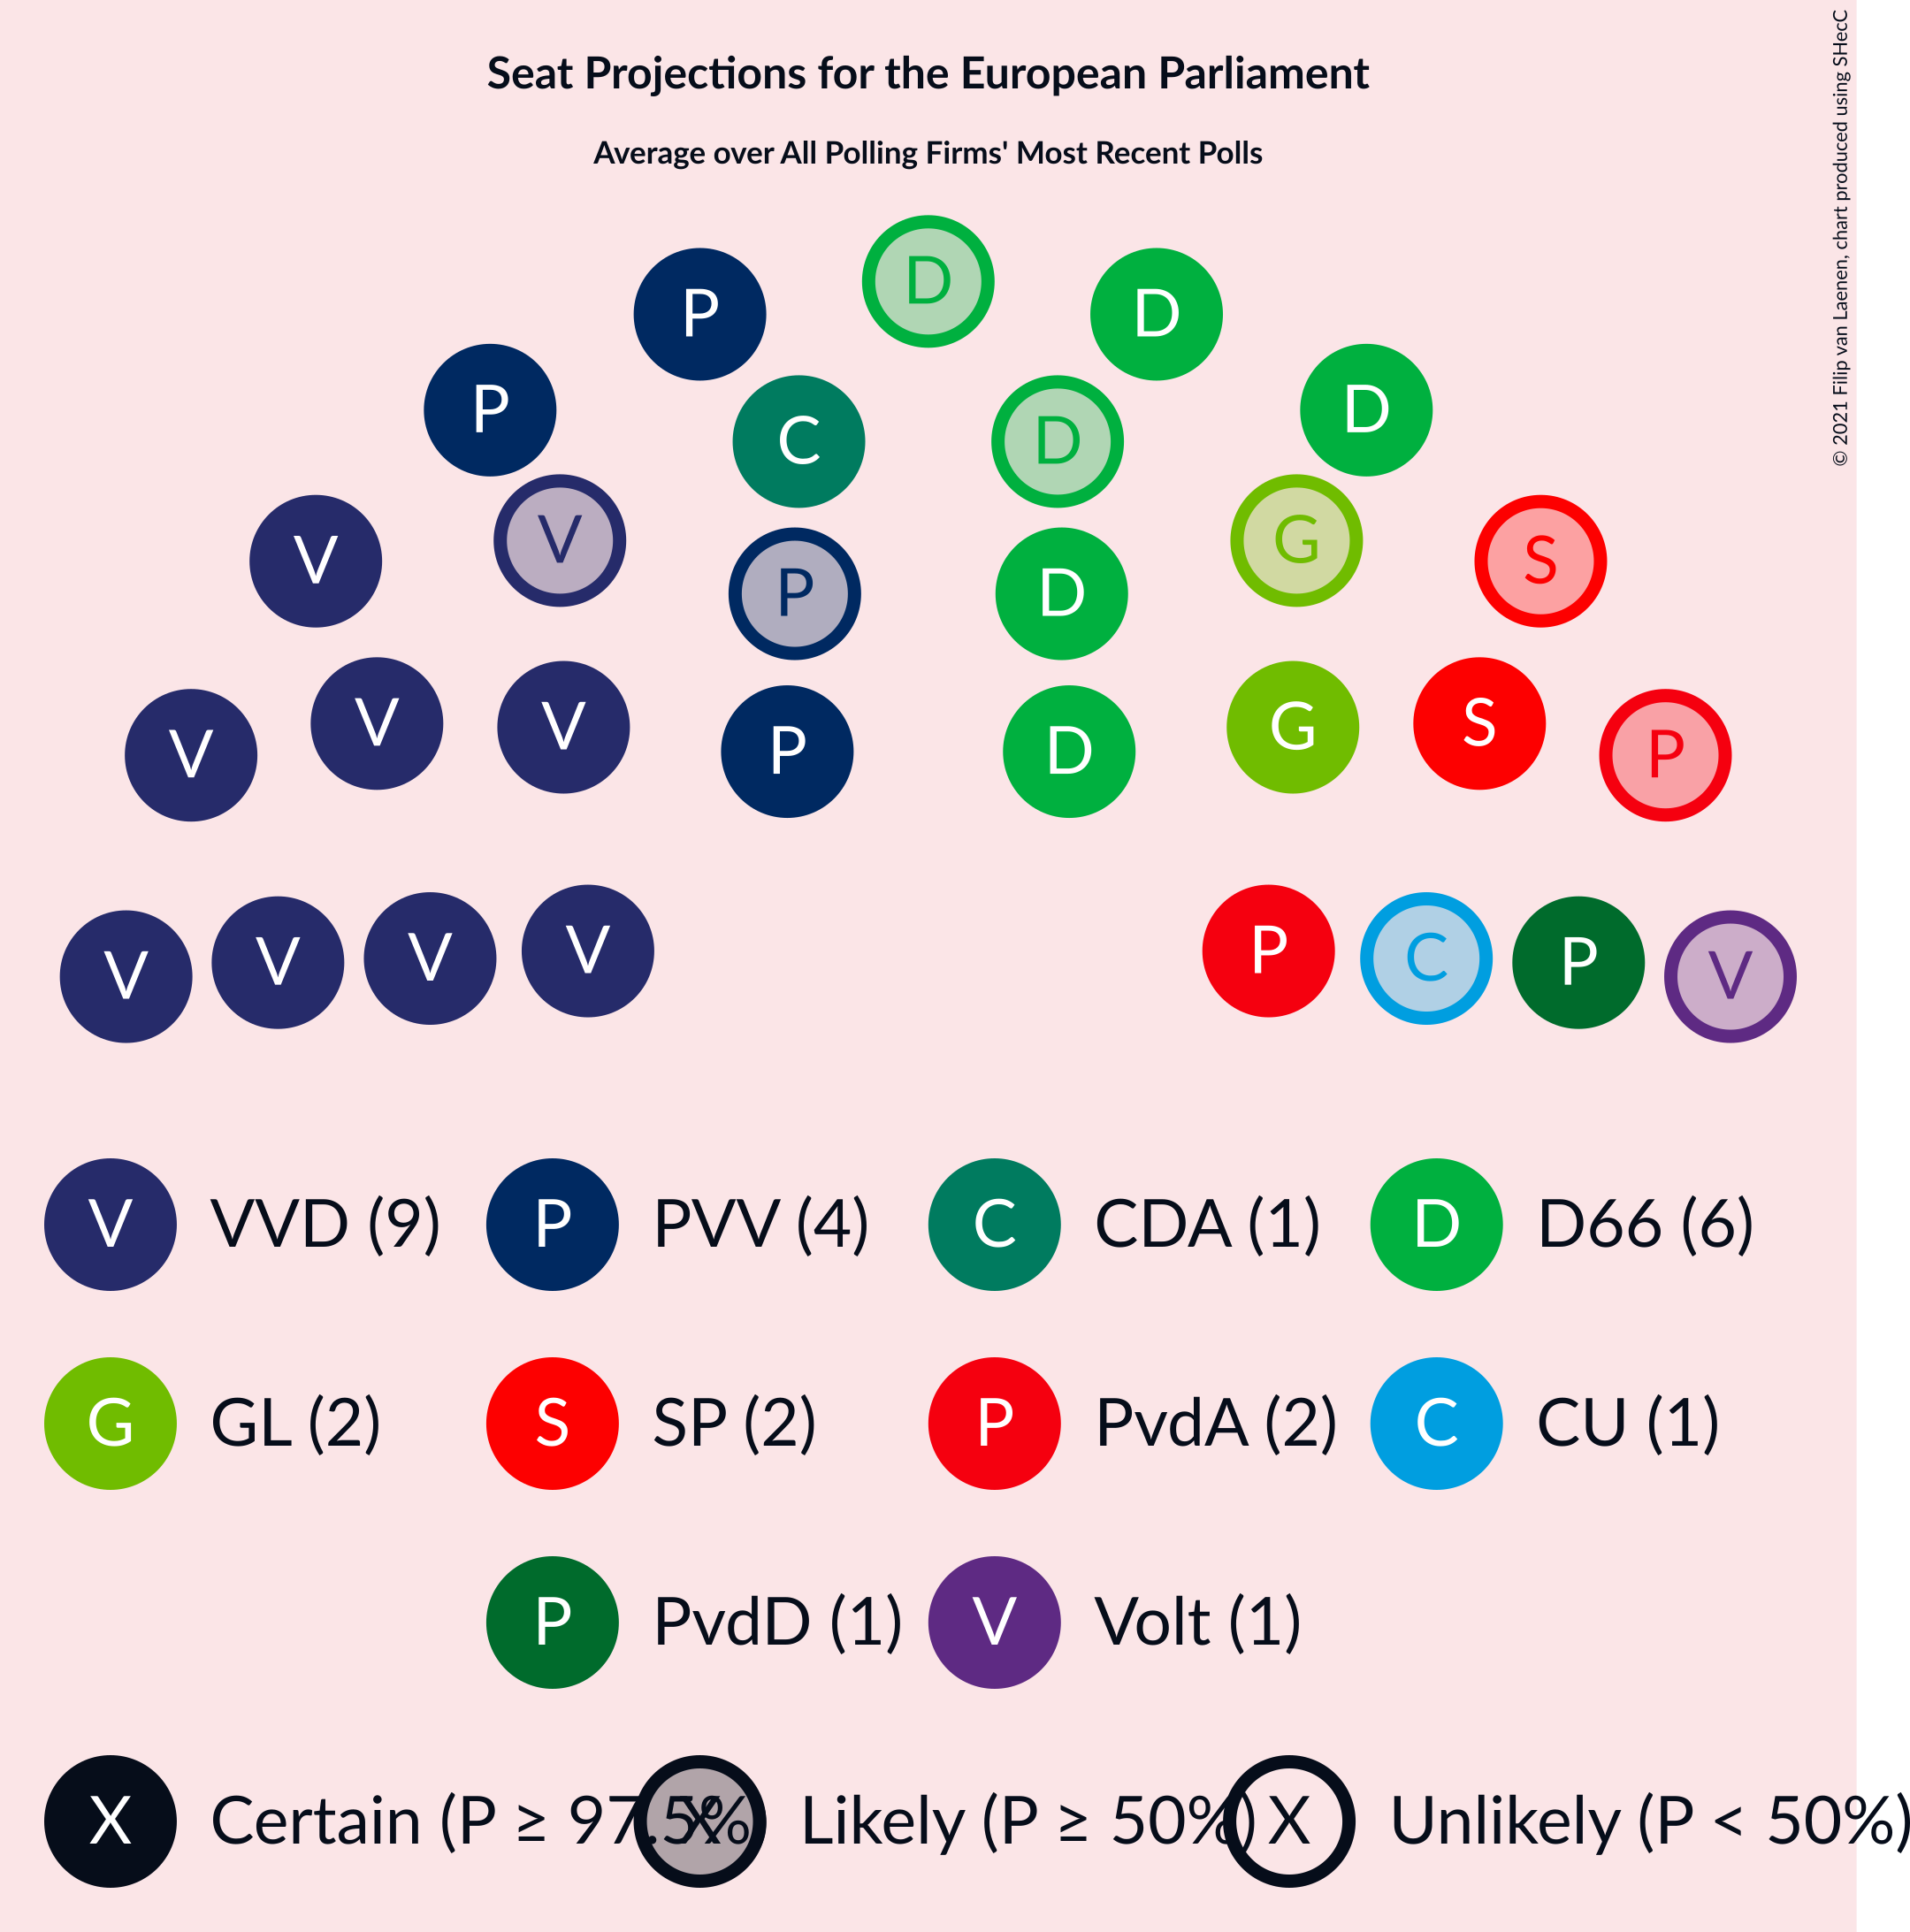 Seat Projections for the European Parliament
Average over All Polling Firms' Most Recent Polls
© 2021 Filip van Laenen, chart produced using SHecC
D
P D
P D
C D
V G
V S
P D
V S
V G
P D
V P
V P
V C
V P
V V
V VVD (9) P PVV (4) C CDA (1) D D66 (6)
G GL (2) S SP (2) P PvdA (2) C CU (1)
P PvdD (1) V Volt (1)
X Certain (P ≥ 97.5%) X Likely (P ≥ 50%) X Unlikely (P < 50%)